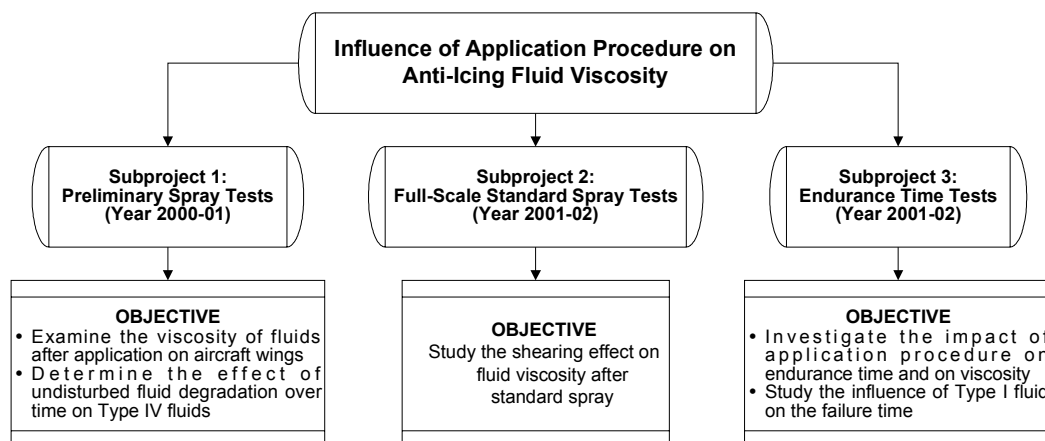 Influence of Application Procedure on
Anti-Icing Fluid Viscosity
Subproject 1:
Preliminary Spray Tests
(Year 2000-01)
Subproject 2:
Full-Scale Standard Spray Tests
(Year 2001-02)
Subproject 3:
Endurance Time Tests
(Year 2001-02)
OBJECTIVE
• Examine the viscosity of fluids
after application on aircraft wings
• Determine the effect of
undisturbed fluid degradation over
time on Type IV fluids
OBJECTIVE
Study the shearing effect on
fluid viscosity after
standard spray
OBJECTIVE
• Investigate the impact of
application procedure on
endurance time and on viscosity
• Study the influence of Type I fluid
on the failure time